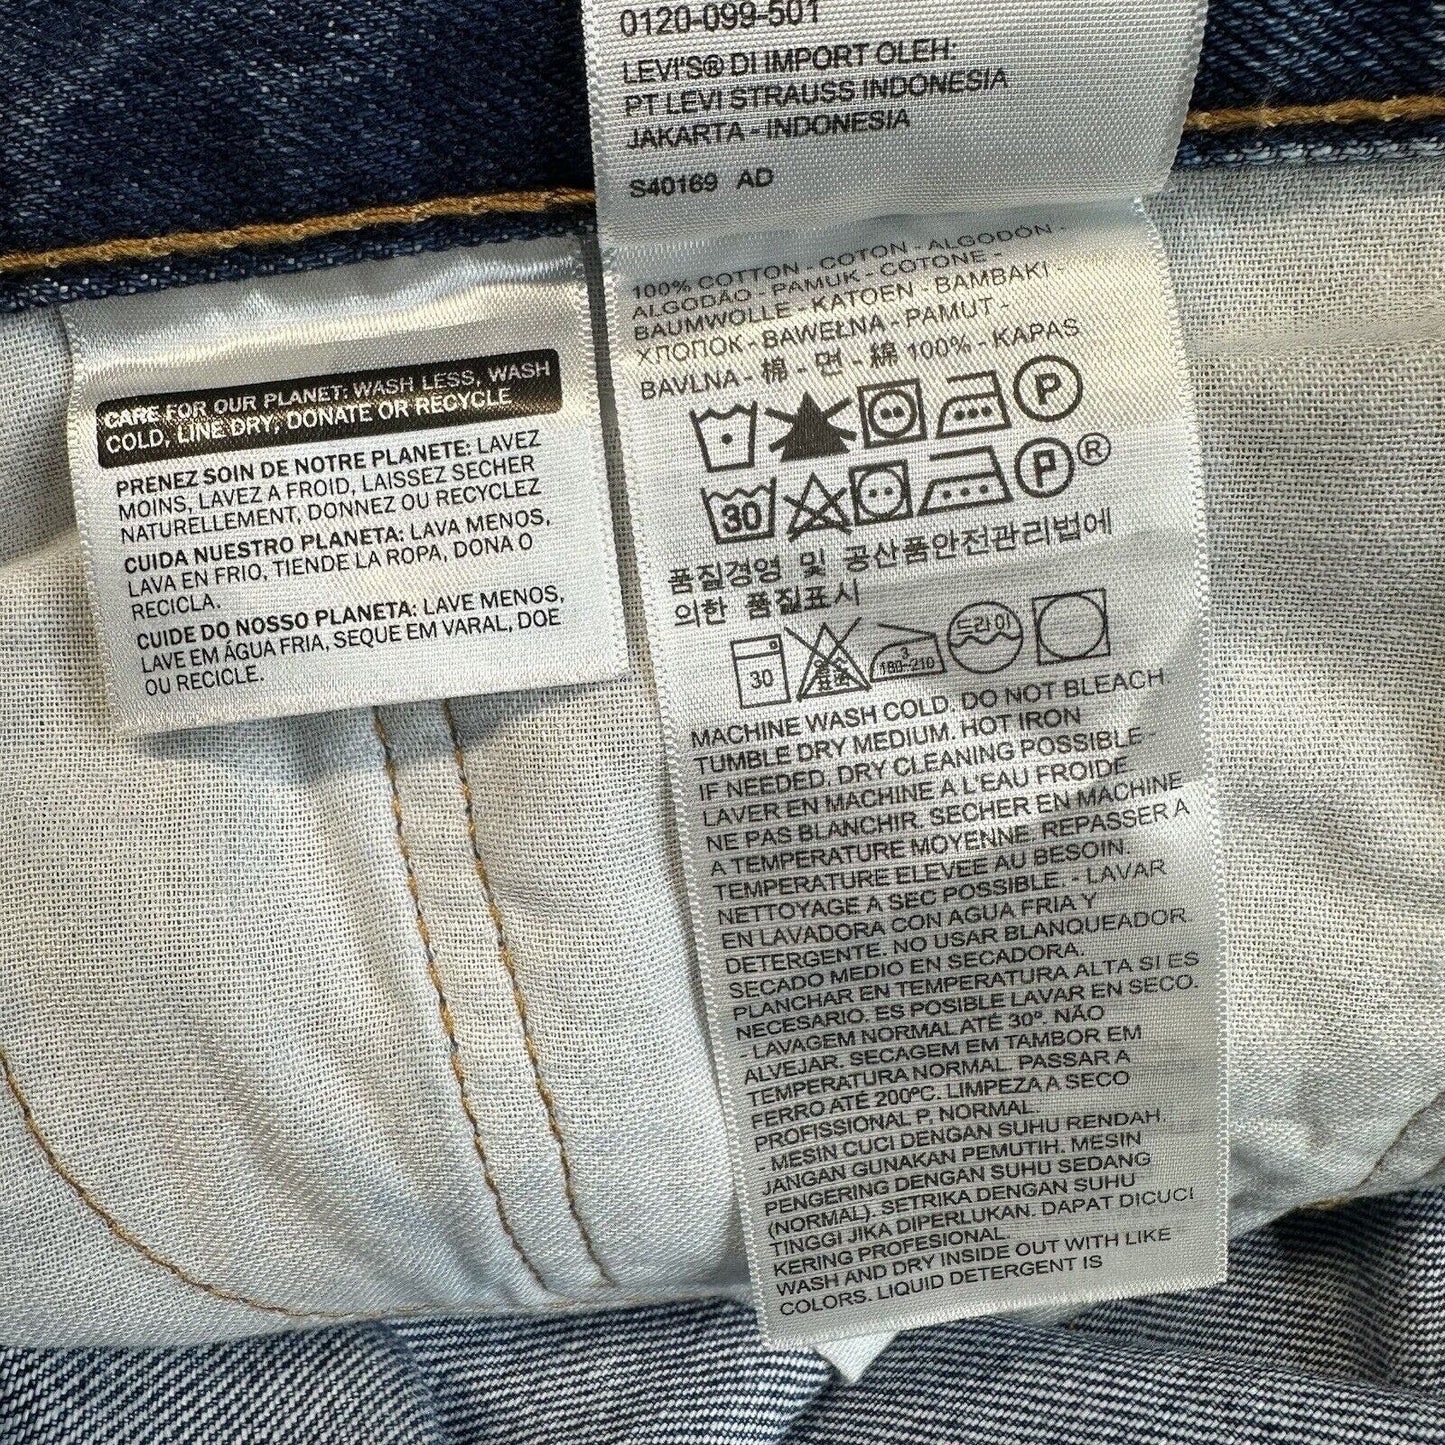 CARE FOR OUR PLANET: WASH LESS, WASH
COLD, LINE DRY, DONATE OR RECYCLE
PRENEZ SOIN DE NOTRE PLANETE: LAVEZ
MOINS, LAVEZ A FROID, LAISSEZ SECHER
NATURELLEMENT, DONNEZ OU RECYCLEZ
CUIDA NUESTRO PLANETA: LAVA MENOS,
LAVA EN FRIO, TIENDE LA ROPA, DONA O
RECICLA.
CUIDE DO NOSSO PLANETA: LAVE MENOS,
LAVE EM ÁGUA FRIA, SEQUE EM VARAL, DOE
OU RECICLE.
0120-099-501
LEVI'S® DI IMPORT OLEH:
PT LEVI STRAUSS INDONESIA
JAKARTA - INDONESIA
S40169 AD
100% COTTON - COTON - ALGODÓN -
ALGODÃO - PAMUK - COTONE -
BAUMWOLLE - KATOEN - BAMBAKI -
ХЛОПОК - BAWEŁNA - PAMUT -
BAVLNA - 棉 - 면 - 綿 100% - KAPAS
P
30 P ®
품질경영 및 공산품안전관리법에
의한 품질표시
30 3 180-210 드라이
MACHINE WASH COLD. DO NOT BLEACH
TUMBLE DRY MEDIUM. HOT IRON
IF NEEDED. DRY CLEANING POSSIBLE -
LAVER EN MACHINE A L'EAU FROIDE
NE PAS BLANCHIR. SECHER EN MACHINE
A TEMPERATURE MOYENNE. REPASSER A
TEMPERATURE ELEVEE AU BESOIN.
NETTOYAGE A SEC POSSIBLE. - LAVAR
EN LAVADORA CON AGUA FRIA Y
DETERGENTE. NO USAR BLANQUEADOR.
SECADO MEDIO EN SECADORA.
PLANCHAR EN TEMPERATURA ALTA SI ES
NECESARIO. ES POSIBLE LAVAR EN SECO.
- LAVAGEM NORMAL ATÉ 30º. NÃO
ALVEJAR. SECAGEM EM TAMBOR EM
TEMPERATURA NORMAL. PASSAR A
FERRO ATÉ 200ºC. LIMPEZA A SECO
PROFISSIONAL P, NORMAL.
- MESIN CUCI DENGAN SUHU RENDAH.
JANGAN GUNAKAN PEMUTIH. MESIN
PENGERING DENGAN SUHU SEDANG
(NORMAL). SETRIKA DENGAN SUHU
TINGGI JIKA DIPERLUKAN. DAPAT DICUCI
KERING PROFESIONAL.
WASH AND DRY INSIDE OUT WITH LIKE
COLORS. LIQUID DETERGENT IS